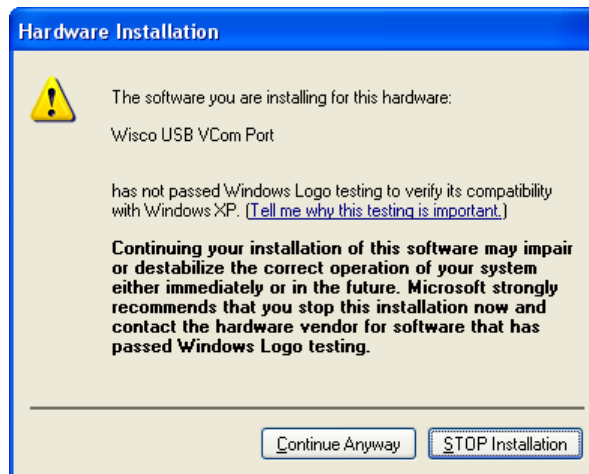 Hardware Installation
The software you are installing for this hardware:
Wisco USB VCom Port
has not passed Windows Logo testing to verify its compatibility
with Windows XP. (Tell me why this testing is important.)
Continuing your installation of this software may impair
or destabilize the correct operation of your system
either immediately or in the future. Microsoft strongly
recommends that you stop this installation now and
contact the hardware vendor for software that has
passed Windows Logo testing.
Continue Anyway
STOP Installation